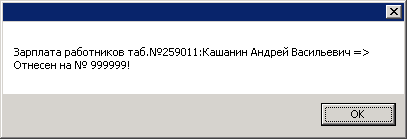 Зарплата работников таб.№259011:Кашанин Андрей Васильевич =>
Отнесен на № 999999!
OK